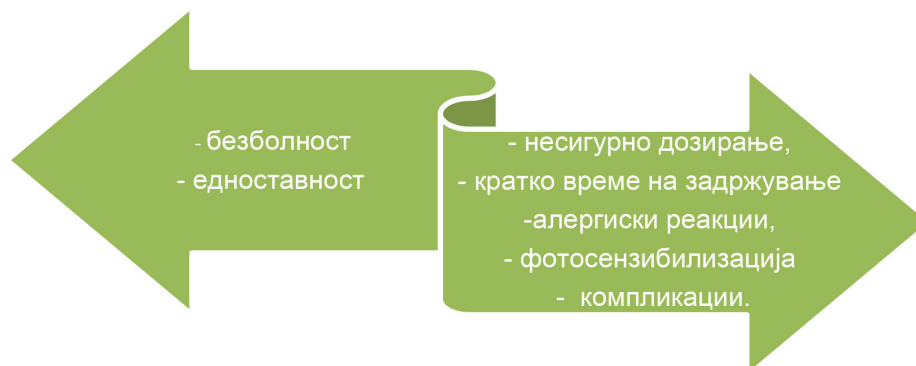 - безболност
- едноставност
- несигурно дозирање,
- кратко време на задржување
-алергиски реакции,
- фотосензибилизација
- компликации.